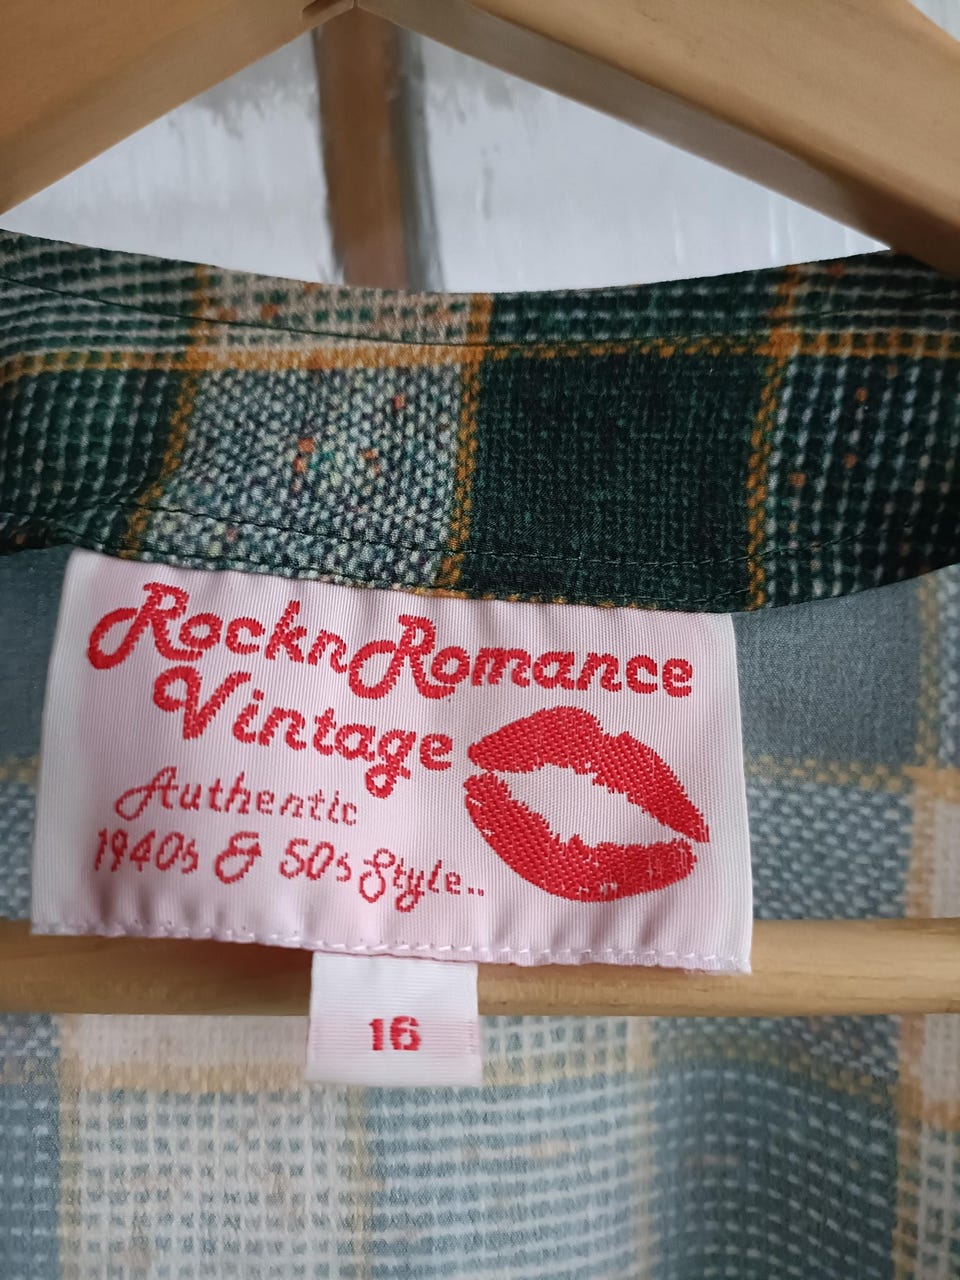 RocknRomance
Vintage
Authentic
1940s & 50s Style..
16